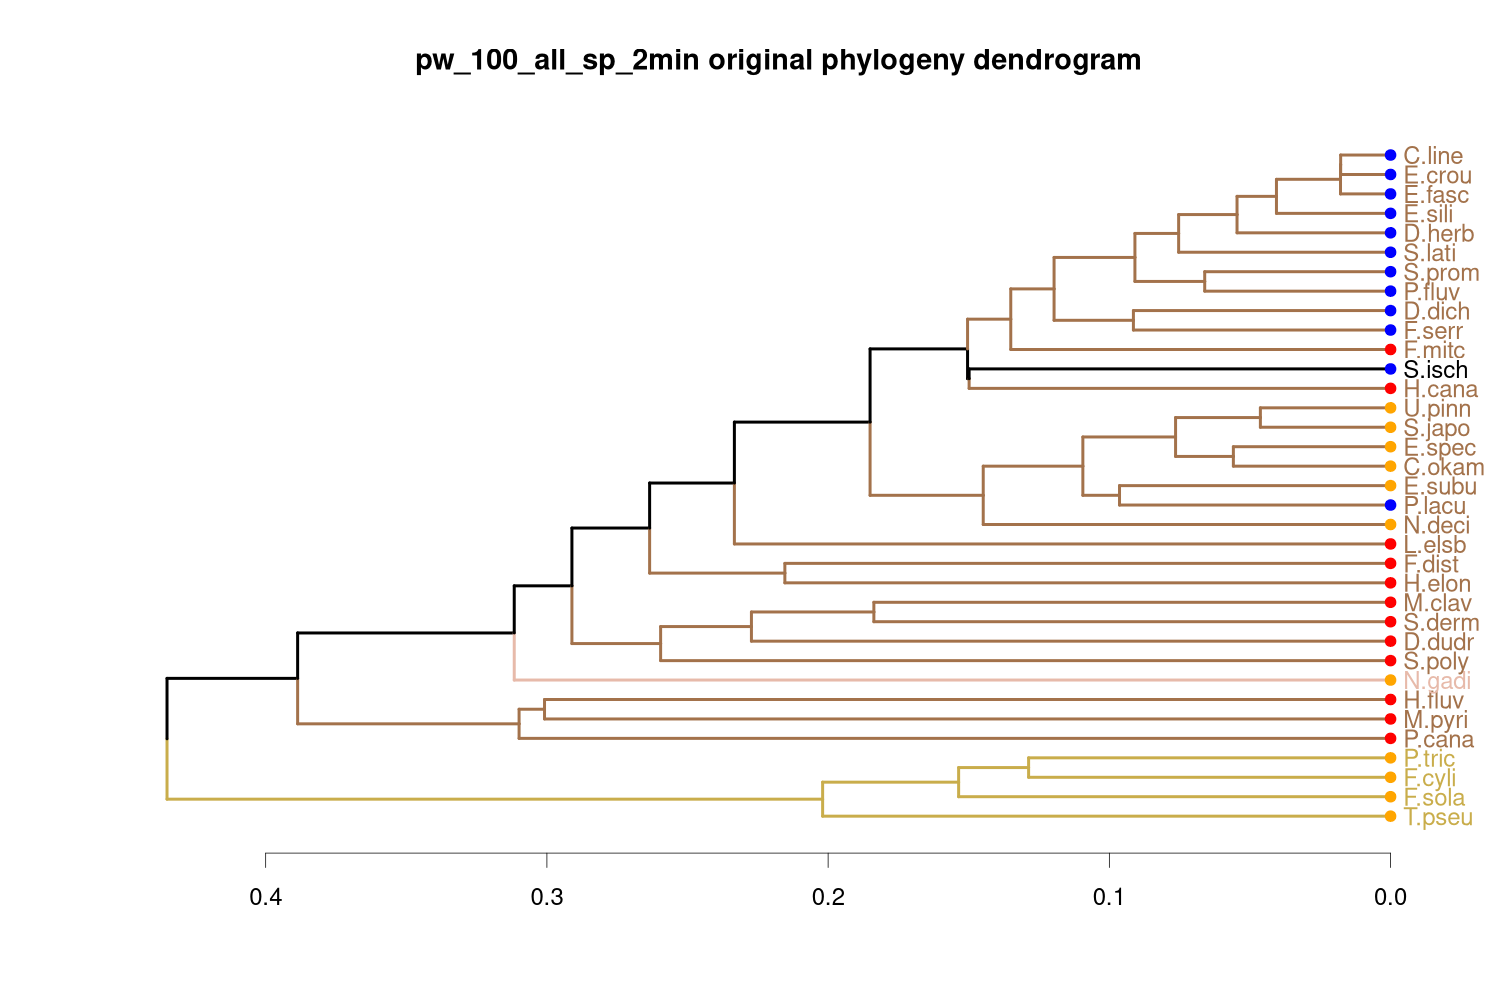 pw_100_all_sp_2min original phylogeny dendrogram
C.line
E.crou
E.fasc
E.sili
D.herb
S.lati
S.prom
P.fluv
D.dich
F.serr
F.mitc
S.isch
H.cana
U.pinn
S.japo
E.spec
C.okam
E.subu
P.lacu
N.deci
L.elsb
F.dist
H.elon
M.clav
S.derm
D.dudr
S.poly
N.gadi
H.fluv
M.pyri
P.cana
P.tric
F.cyli
F.sola
T.pseu
0.4 0.3 0.2 0.1 0.0